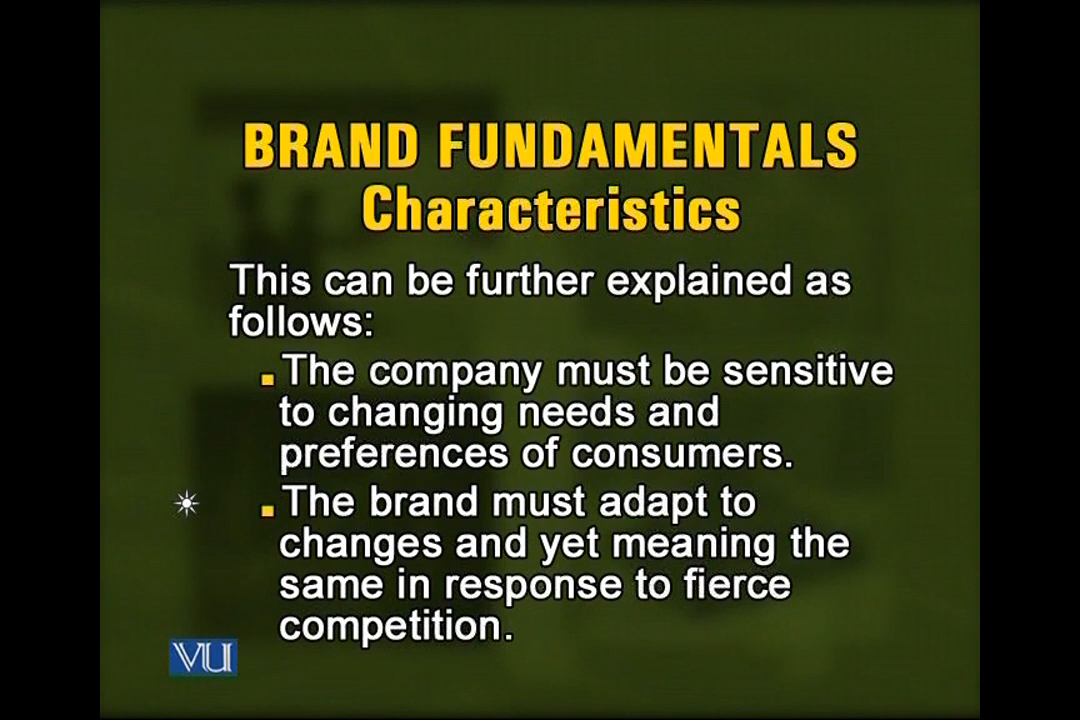 BRAND FUNDAMENTALS
Characteristics
This can be further explained as
follows:
▪The company must be sensitive
to changing needs and
preferences of consumers.
▪The brand must adapt to
changes and yet meaning the
same in response to fierce
competition.
VU